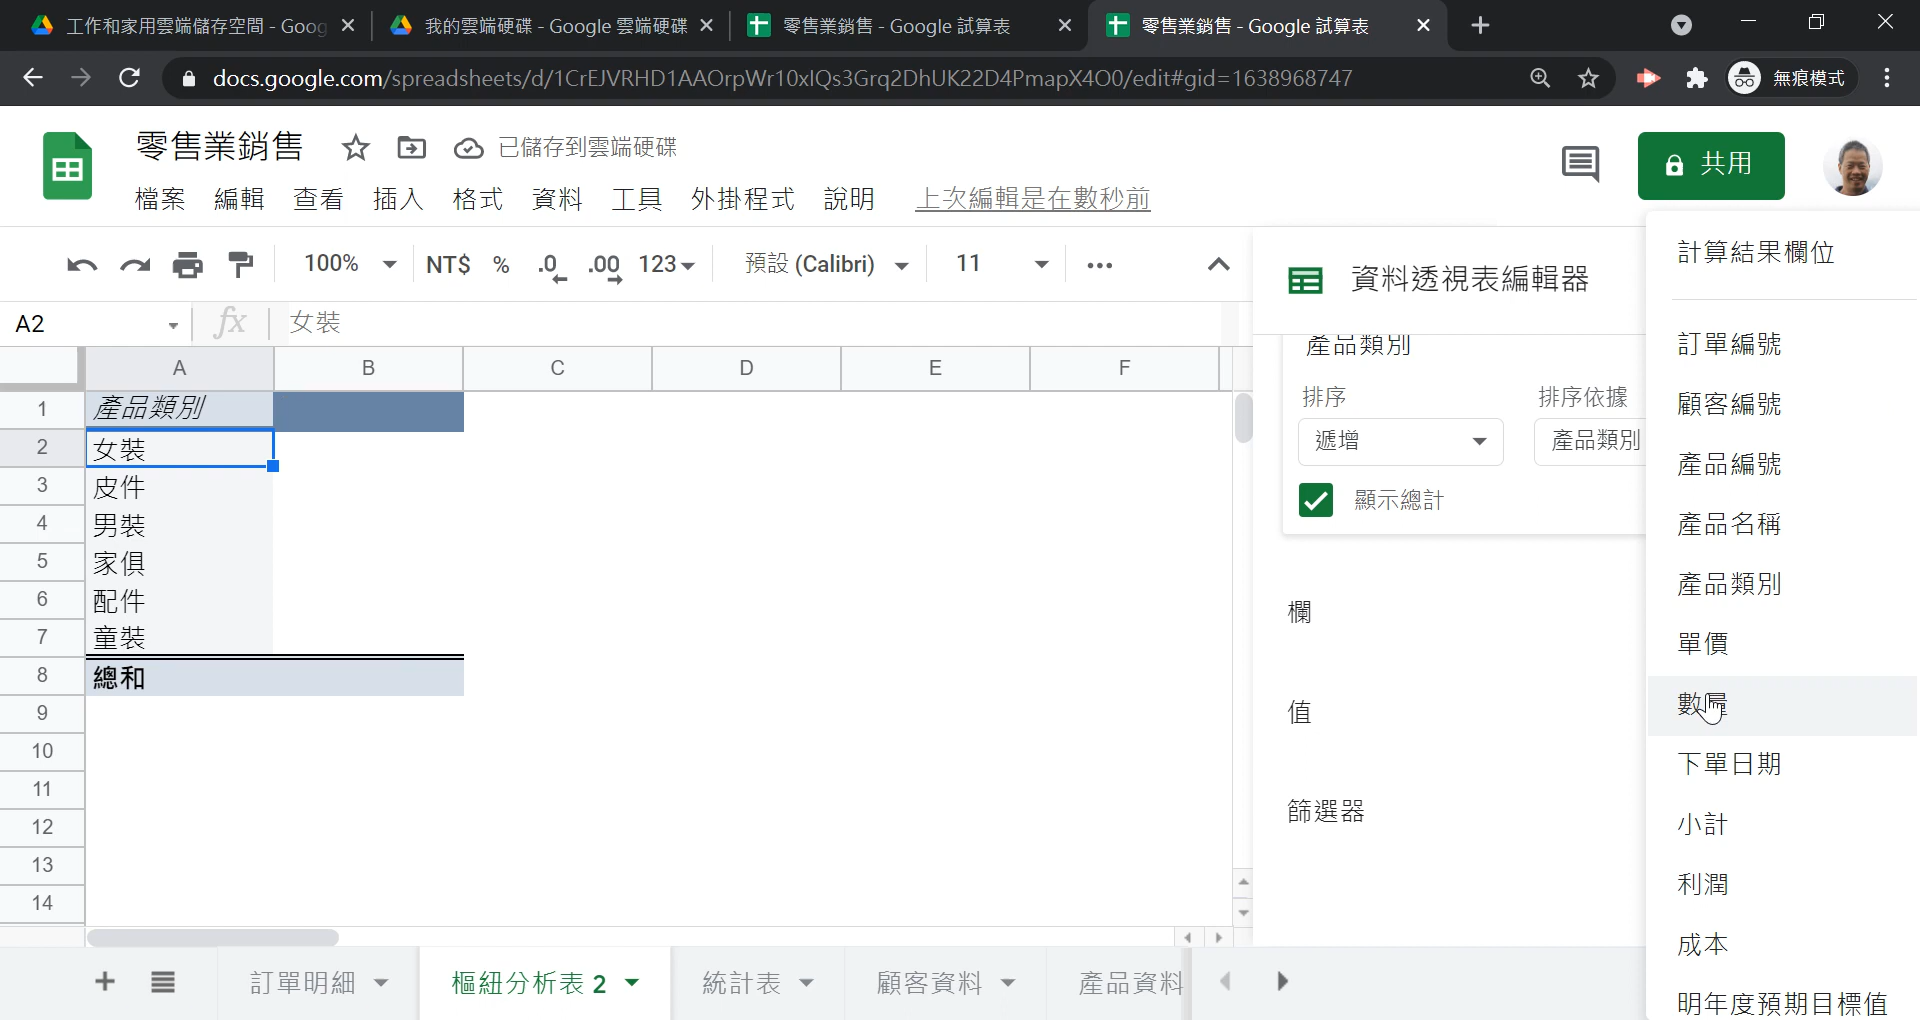 工作和家用雲端儲存空間 - Goog
我的雲端硬碟 - Google 雲端硬碟
零售業銷售 - Google 試算表
零售業銷售 - Google 試算表
docs.google.com/spreadsheets/d/1CrEJVRHD1AAOrpWr10xIQs3Grq2DhUK22D4PmapX4O0/edit#gid=1638968747
無痕模式
零售業銷售
已儲存到雲端硬碟
共用
檔案 編輯 查看 插入 格式 資料 工具 外掛程式 說明 上次編輯是在數秒前
100% NT$ % .0 .00 123 預設 (Calibri) 11
A2 fx 女裝
A B C D E F
1 產品類別
2 女裝
3 皮件
4 男裝
5 家俱
6 配件
7 童裝
8 總和
9
10
11
12
13
14
資料透視表編輯器
產品類別
排序 排序依據
遞增 產品類別
顯示總計
欄
值
篩選器
計算結果欄位
訂單編號
顧客編號
產品編號
產品名稱
產品類別
單價
數量
下單日期
小計
利潤
成本
明年度預期目標值
訂單明細 樞紐分析表 2 統計表 顧客資料 產品資料